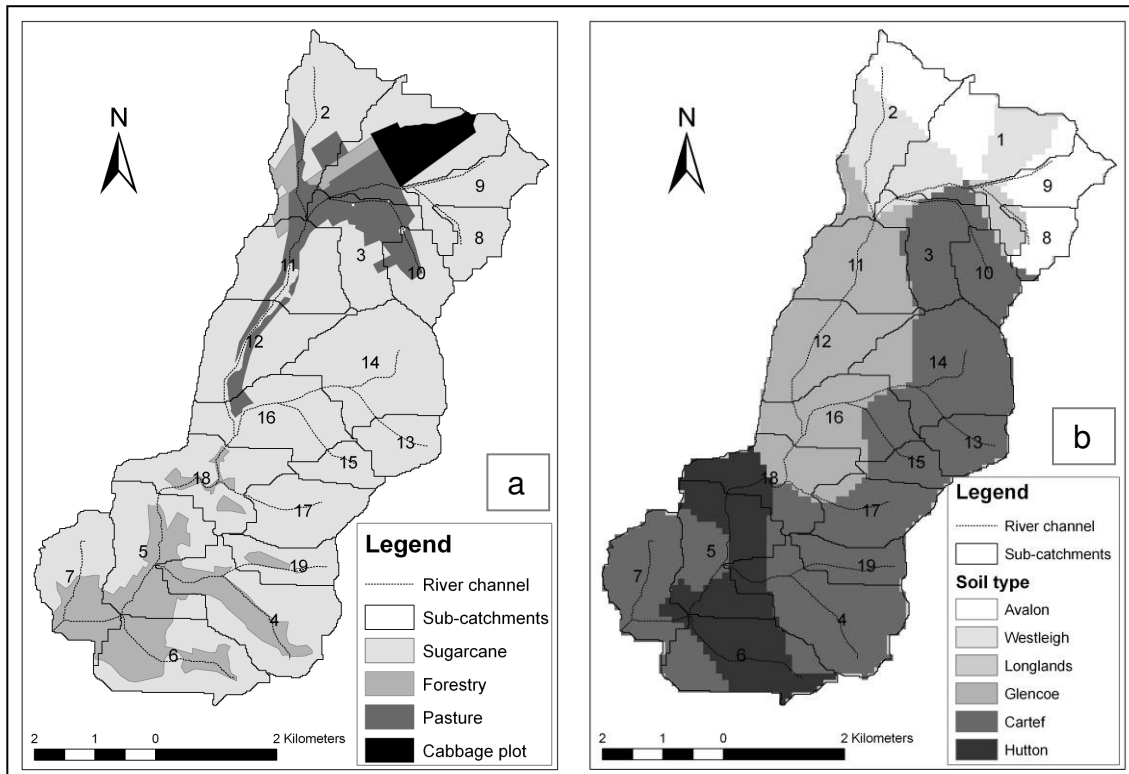 N
2
9
8
3
10
11
12
14
16
13
15
18
17
5
7
19
4
6
a
Legend
River channel
Sub-catchments
Sugarcane
Forestry
Pasture
Cabbage plot
2 1 0 2 Kilometers
N
2
1
9
8
3
10
11
12
14
16
13
15
18
17
5
7
19
4
6
b
Legend
River channel
Sub-catchments
Soil type
Avalon
Westleigh
Longlands
Glencoe
Cartef
Hutton
2 1 0 2 Kilometers